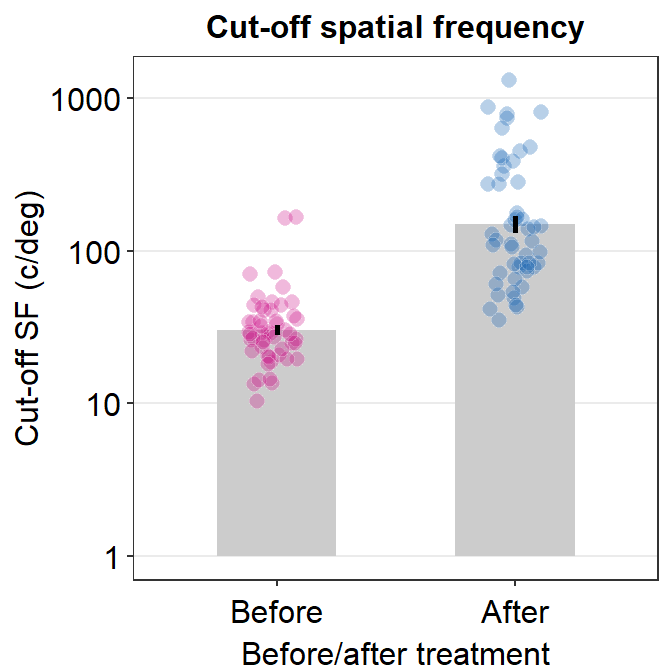 Cut-off spatial frequency
Cut-off SF (c/deg)
1000
100
10
1
Before
After
Before/after treatment